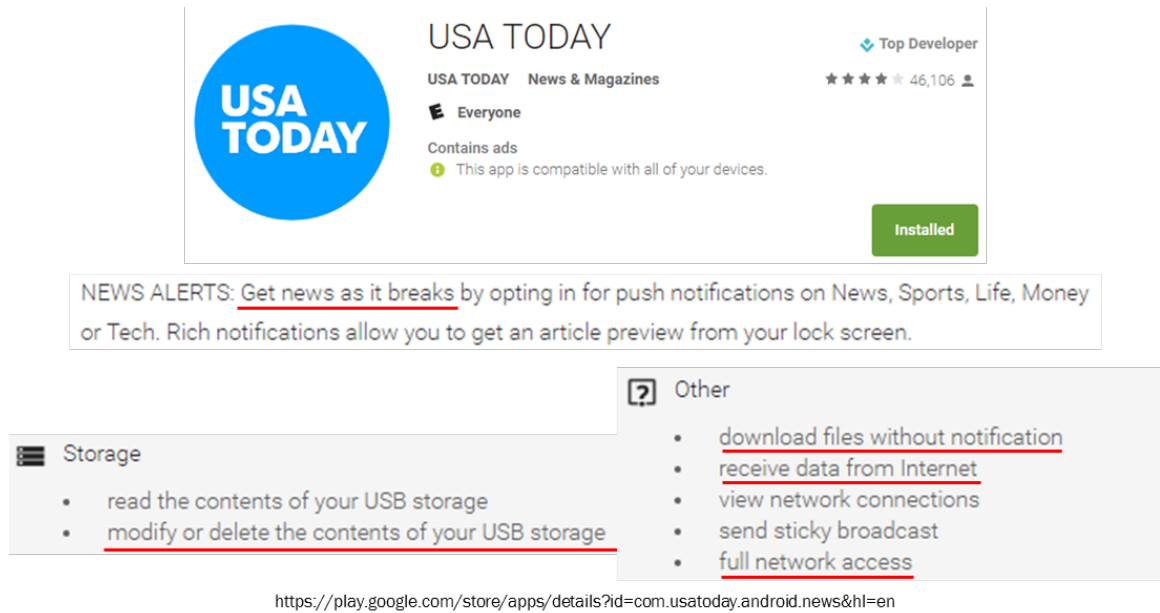 USA
TODAY
USA TODAY
Top Developer
USA TODAY News & Magazines
46,106
E Everyone
Contains ads
This app is compatible with all of your devices.
Installed
NEWS ALERTS: Get news as it breaks by opting in for push notifications on News, Sports, Life, Money
or Tech. Rich notifications allow you to get an article preview from your lock screen.
Storage
• read the contents of your USB storage
• modify or delete the contents of your USB storage
Other
• download files without notification
• receive data from Internet
• view network connections
• send sticky broadcast
• full network access
https://play.google.com/store/apps/details?id=com.usatoday.android.news&hl=en